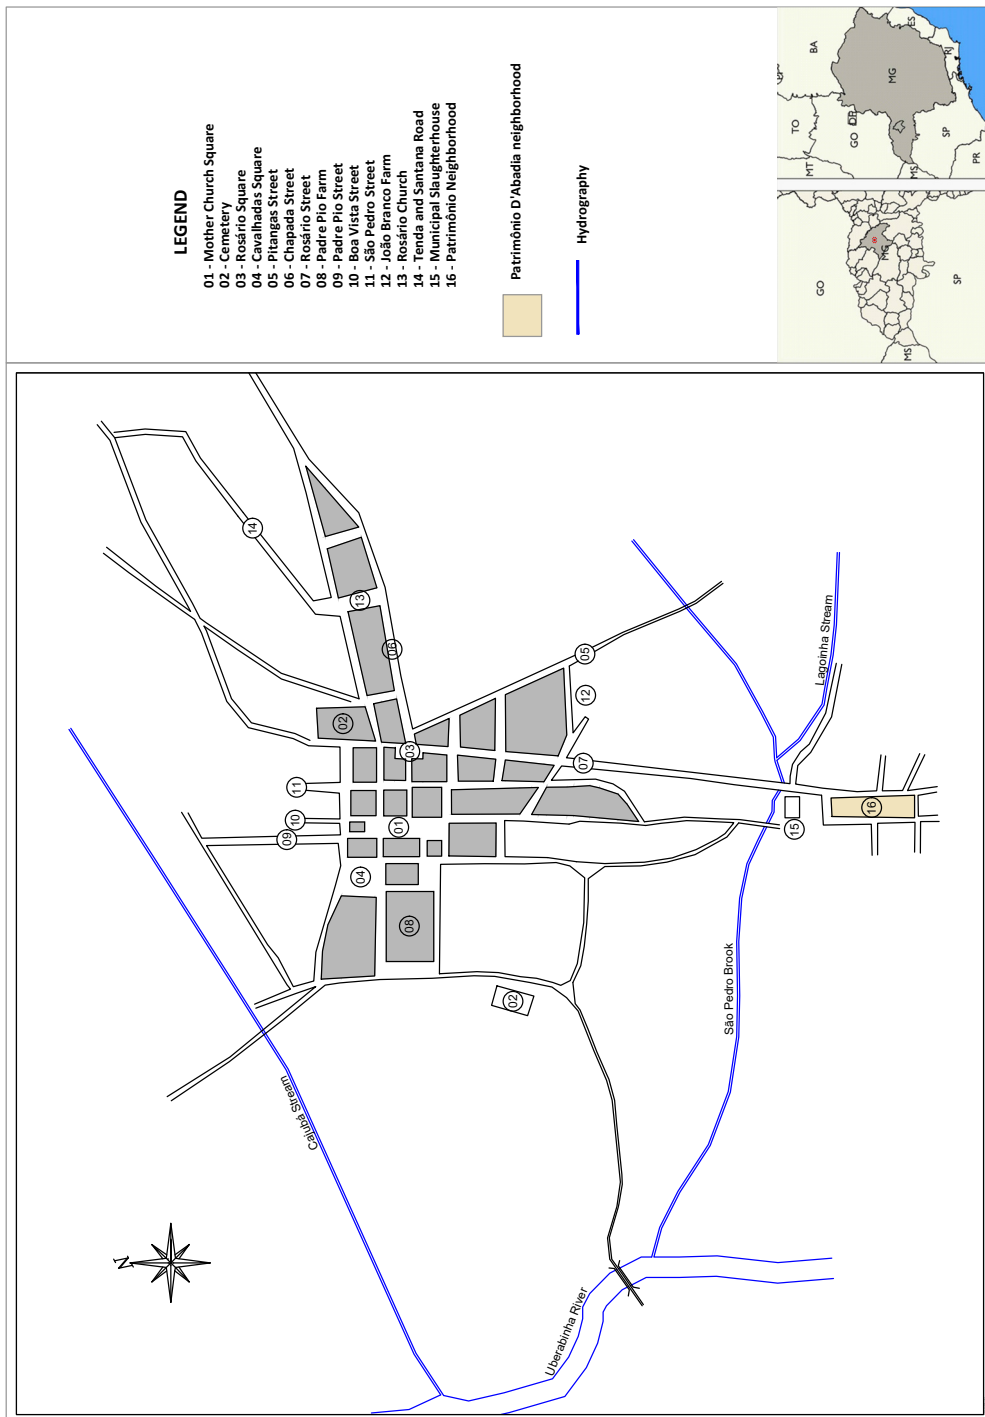 LEGEND
01 - Mother Church Square
02 - Cemetery
03 - Rosário Square
04 - Cavalhadas Square
05 - Pitangas Street
06 - Chapada Street
07 - Rosário Street
08 - Padre Pio Farm
09 - Padre Pio Street
10 - Boa Vista Street
11 - São Pedro Street
12 - João Branco Farm
13 - Rosário Church
14 - Tenda and Santana Road
15 - Municipal Slaughterhouse
16 - Patrimônio Neighborhood
Patrimônio D'Abadia neighborhood
Hydrography
BA
ES
TO
MG
RJ
GO
DF
MT
SP
MS
PR
GO
MG
SP
MS
N
Cajubá Stream
Uberabinha River
São Pedro Brook
Lagoinha Stream
14
13
06
02
05
12
03
07
11
10
09
01
04
08
02
15
16